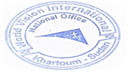 World Vision International
National Office
Khartoum - Sudan